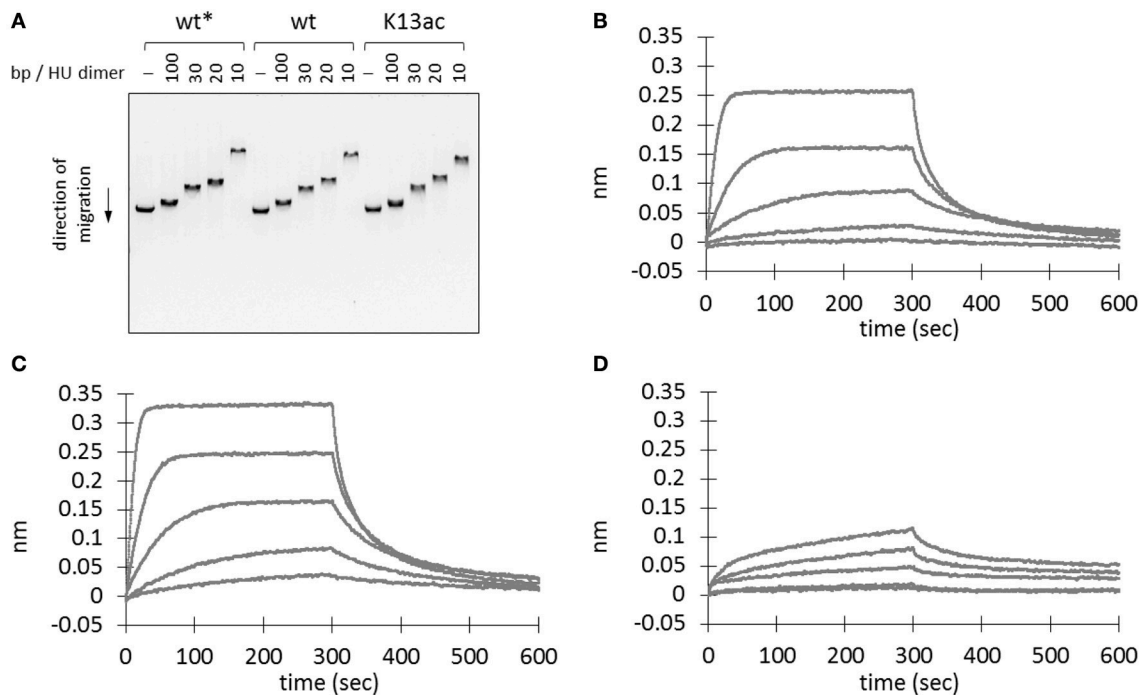 A
wt* wt K13ac
bp / HU dimer – 100 30 20 10 – 100 30 20 10 – 100 30 20 10
direction of
migration
B
0.35
0.3
0.25
0.2
0.15
0.1
0.05
0
-0.05
nm
0 100 200 300 400 500 600
time (sec)
C
0.35
0.3
0.25
0.2
0.15
0.1
0.05
0
-0.05
nm
0 100 200 300 400 500 600
time (sec)
D
0.35
0.3
0.25
0.2
0.15
0.1
0.05
0
-0.05
nm
0 100 200 300 400 500 600
time (sec)